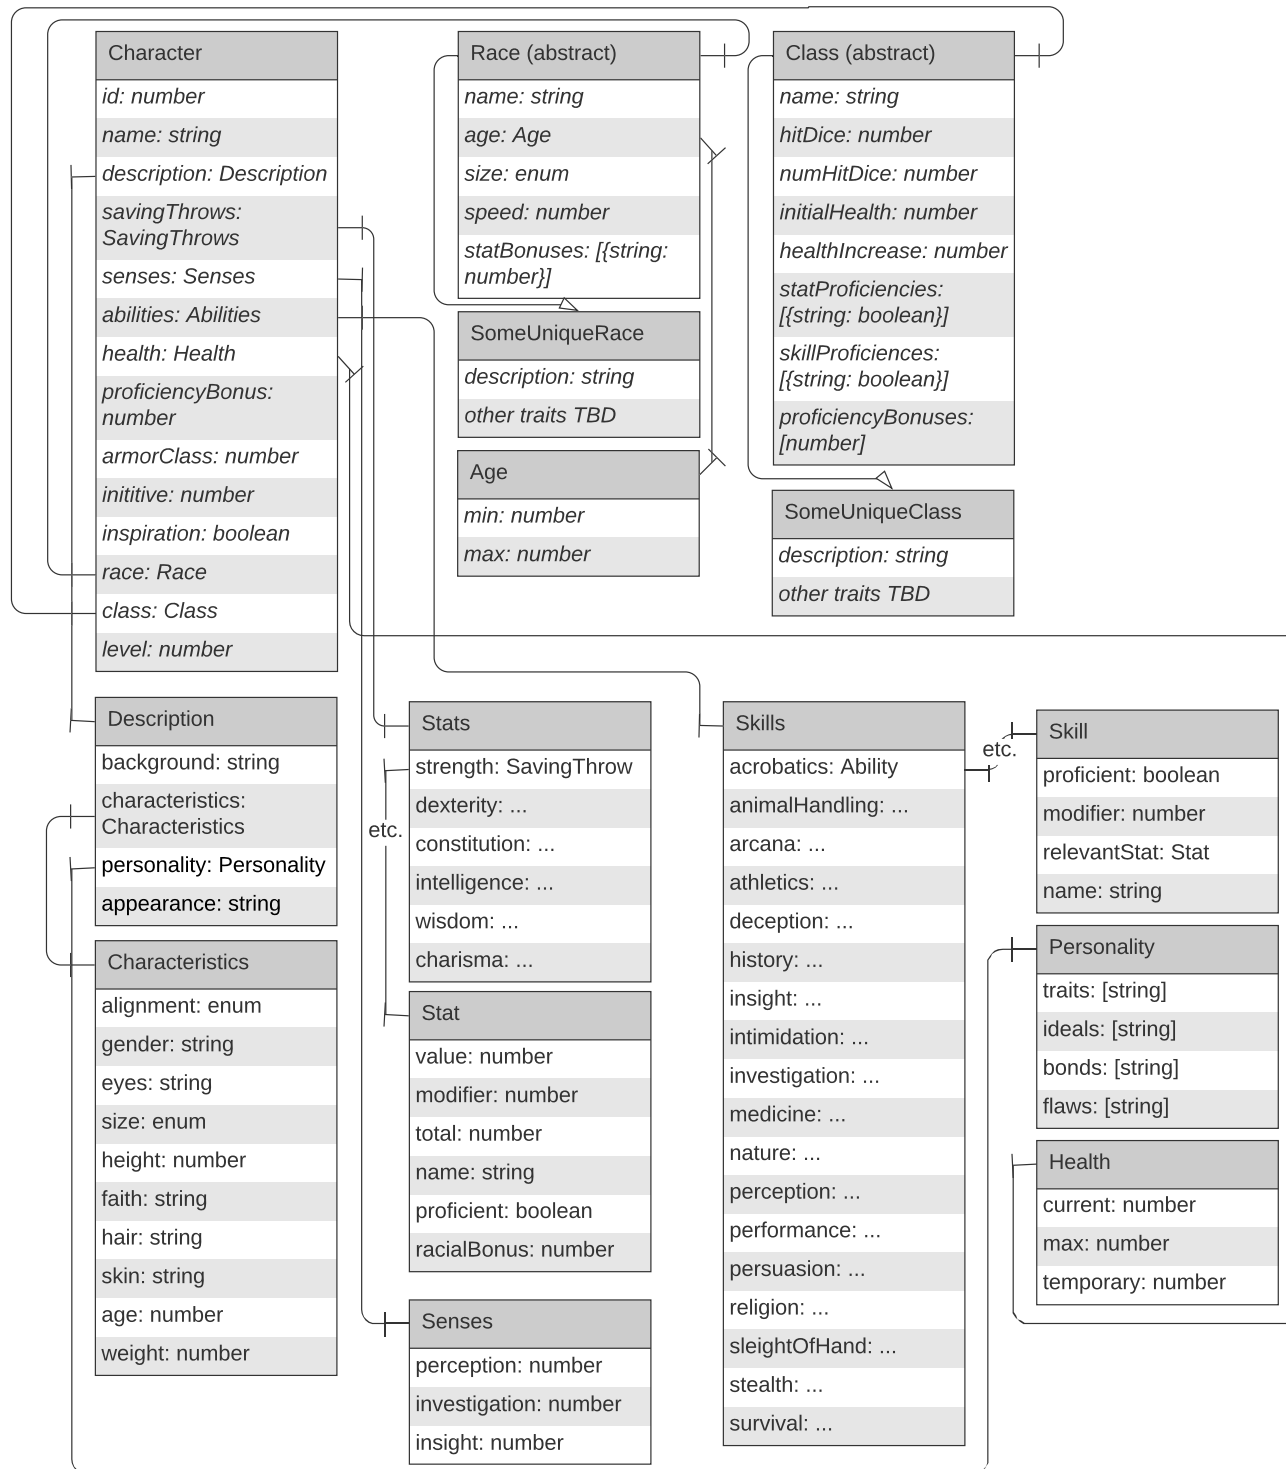 Character
id: number
name: string
description: Description
savingThrows:
SavingThrows
senses: Senses
abilities: Abilities
health: Health
proficiencyBonus:
number
armorClass: number
inititive: number
inspiration: boolean
race: Race
class: Class
level: number
Race (abstract)
name: string
age: Age
size: enum
speed: number
statBonuses: [{string:
number}]
SomeUniqueRace
description: string
other traits TBD
Age
min: number
max: number
Class (abstract)
name: string
hitDice: number
numHitDice: number
initialHealth: number
healthIncrease: number
statProficiencies:
[{string: boolean}]
skillProficiences:
[{string: boolean}]
proficiencyBonuses:
[number]
SomeUniqueClass
description: string
other traits TBD
Description
background: string
characteristics:
Characteristics
personality: Personality
appearance: string
Characteristics
alignment: enum
gender: string
eyes: string
size: enum
height: number
faith: string
hair: string
skin: string
age: number
weight: number
Stats
strength: SavingThrow
dexterity: ...
constitution: ...
intelligence: ...
wisdom: ...
charisma: ...
etc.
Stat
value: number
modifier: number
total: number
name: string
proficient: boolean
racialBonus: number
Senses
perception: number
investigation: number
insight: number
Skills
acrobatics: Ability
animalHandling: ...
arcana: ...
athletics: ...
deception: ...
history: ...
insight: ...
intimidation: ...
investigation: ...
medicine: ...
nature: ...
perception: ...
performance: ...
persuasion: ...
religion: ...
sleightOfHand: ...
stealth: ...
survival: ...
etc.
Skill
proficient: boolean
modifier: number
relevantStat: Stat
name: string
Personality
traits: [string]
ideals: [string]
bonds: [string]
flaws: [string]
Health
current: number
max: number
temporary: number